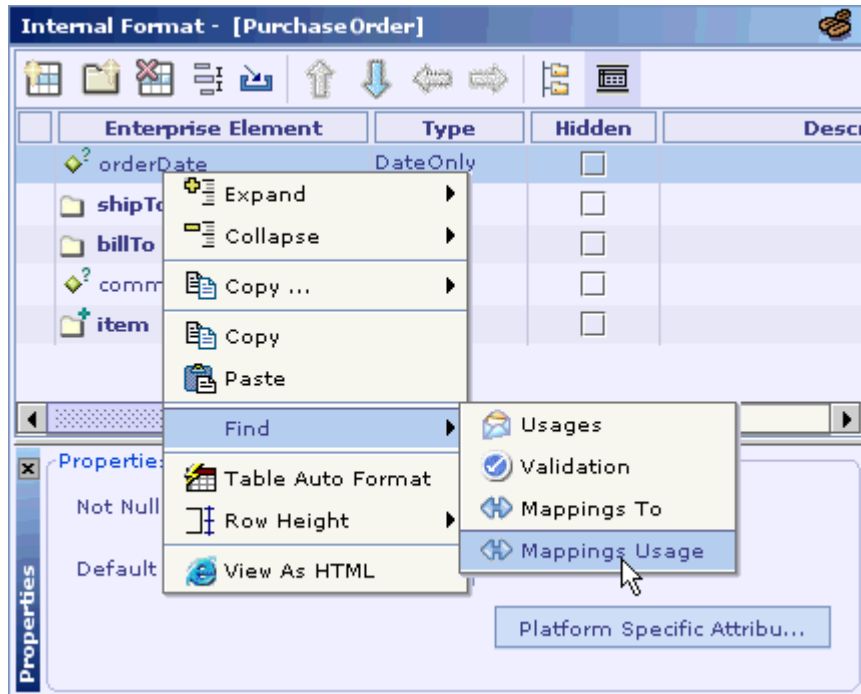 Internal Format - [PurchaseOrder]
Enterprise Element Type Hidden Descr
orderDate DateOnly
shipTo
billTo
comm
item
Expand
Collapse
Copy ...
Copy
Paste
Find
Table Auto Format
Row Height
View As HTML
Usages
Validation
Mappings To
Mappings Usage
Properties
Not Null
Default
Platform Specific Attribu...
Properties